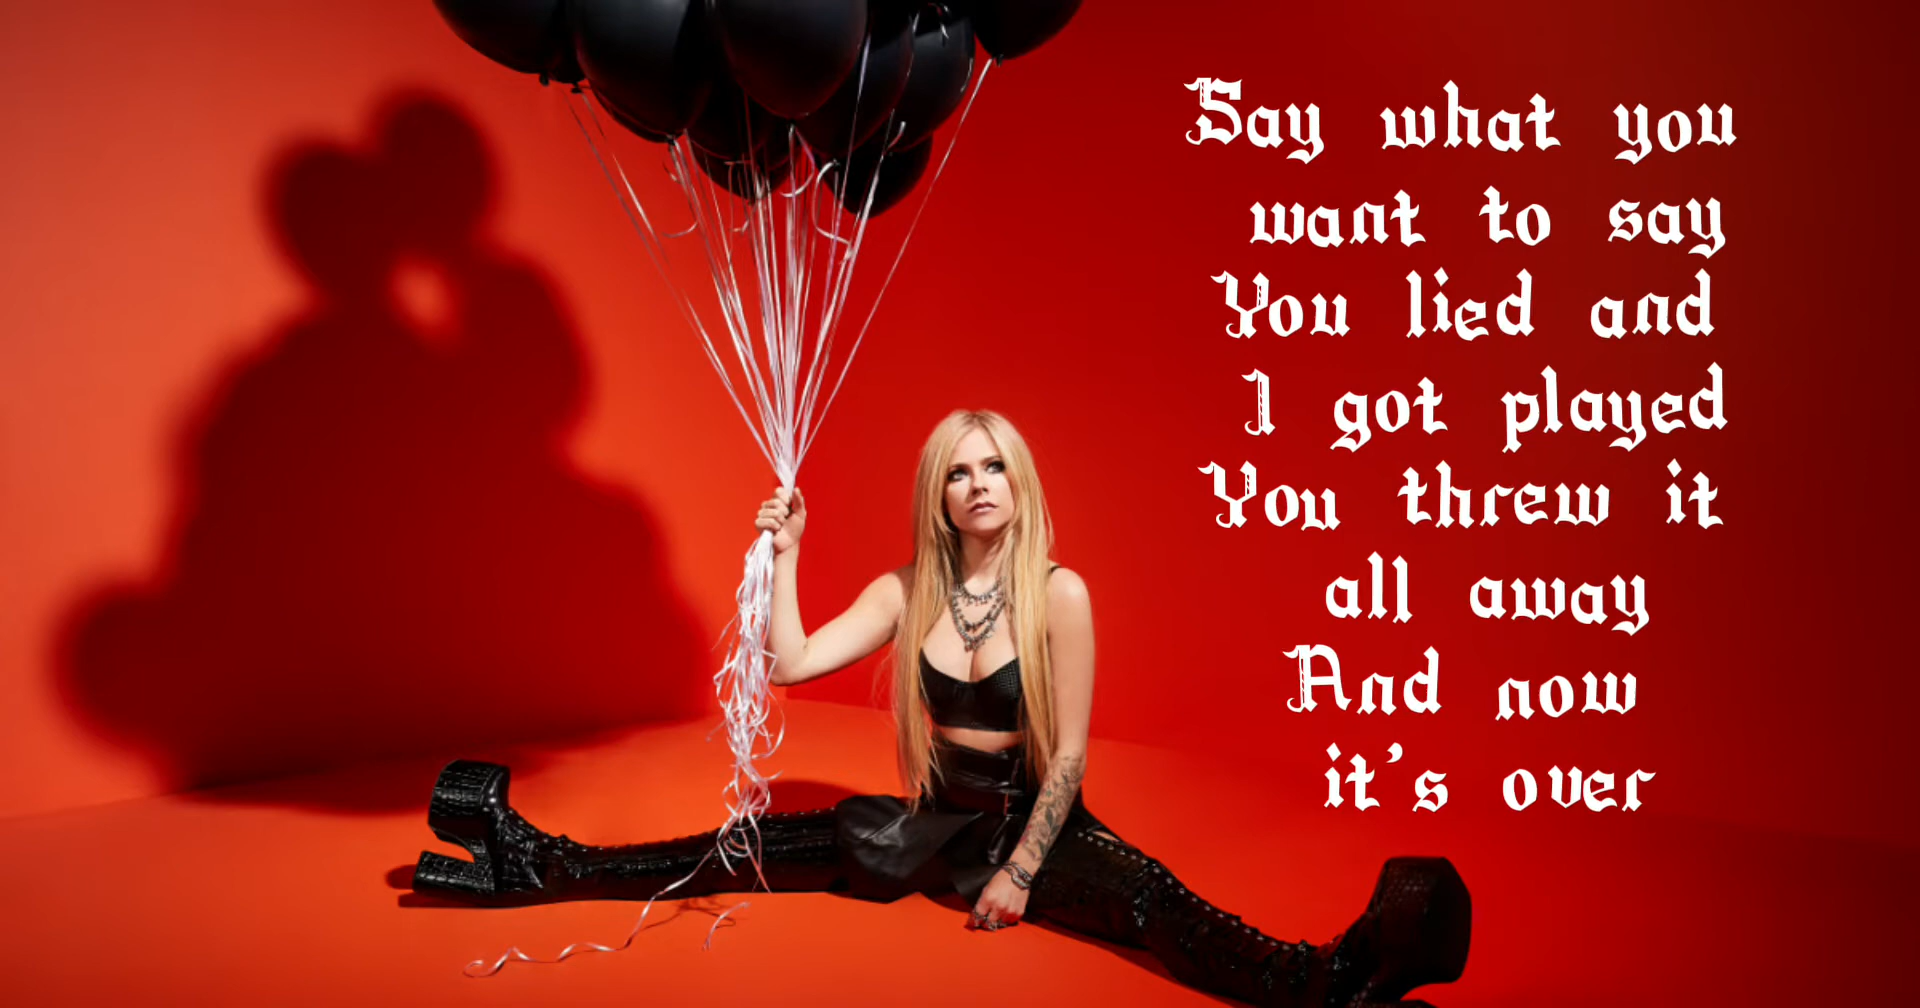 Say what you
want to say
You lied and
I got played
You threw it
all away
And now
it's over